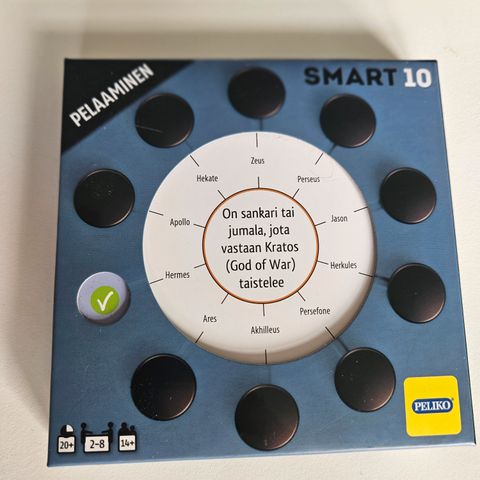 PELAAMINEN
SMART 10
Zeus
Perseus
Jason
Herkules
Persefone
Akhilleus
Ares
Hermes
Apollo
Hekate
On sankari tai
jumala, jota
vastaan Kratos
(God of War)
taistelee
20+
2-8
14+
PELIKO